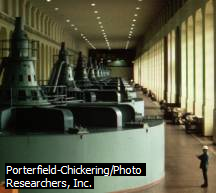 Porterfield-Chickering/Photo
Researchers, Inc.